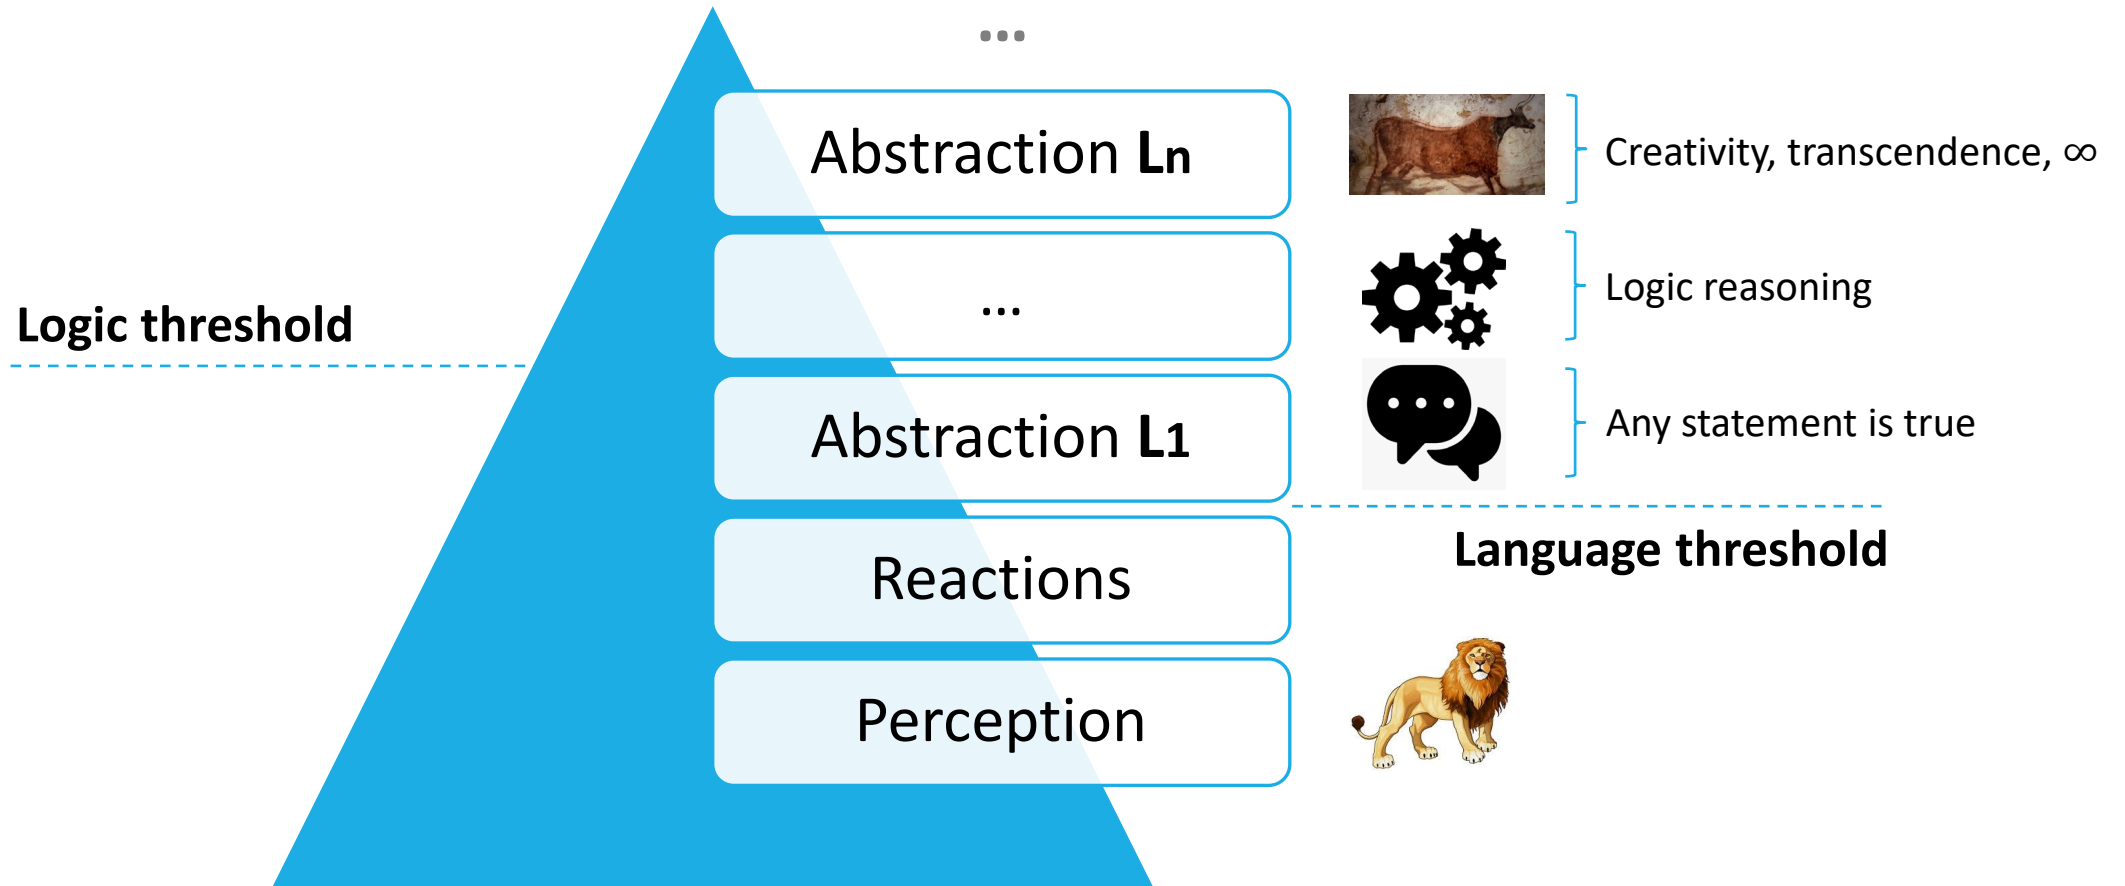 ...
Abstraction Ln
Creativity, transcendence, ∞
...
Logic reasoning
Logic threshold
Abstraction L1
Any statement is true
Language threshold
Reactions
Perception